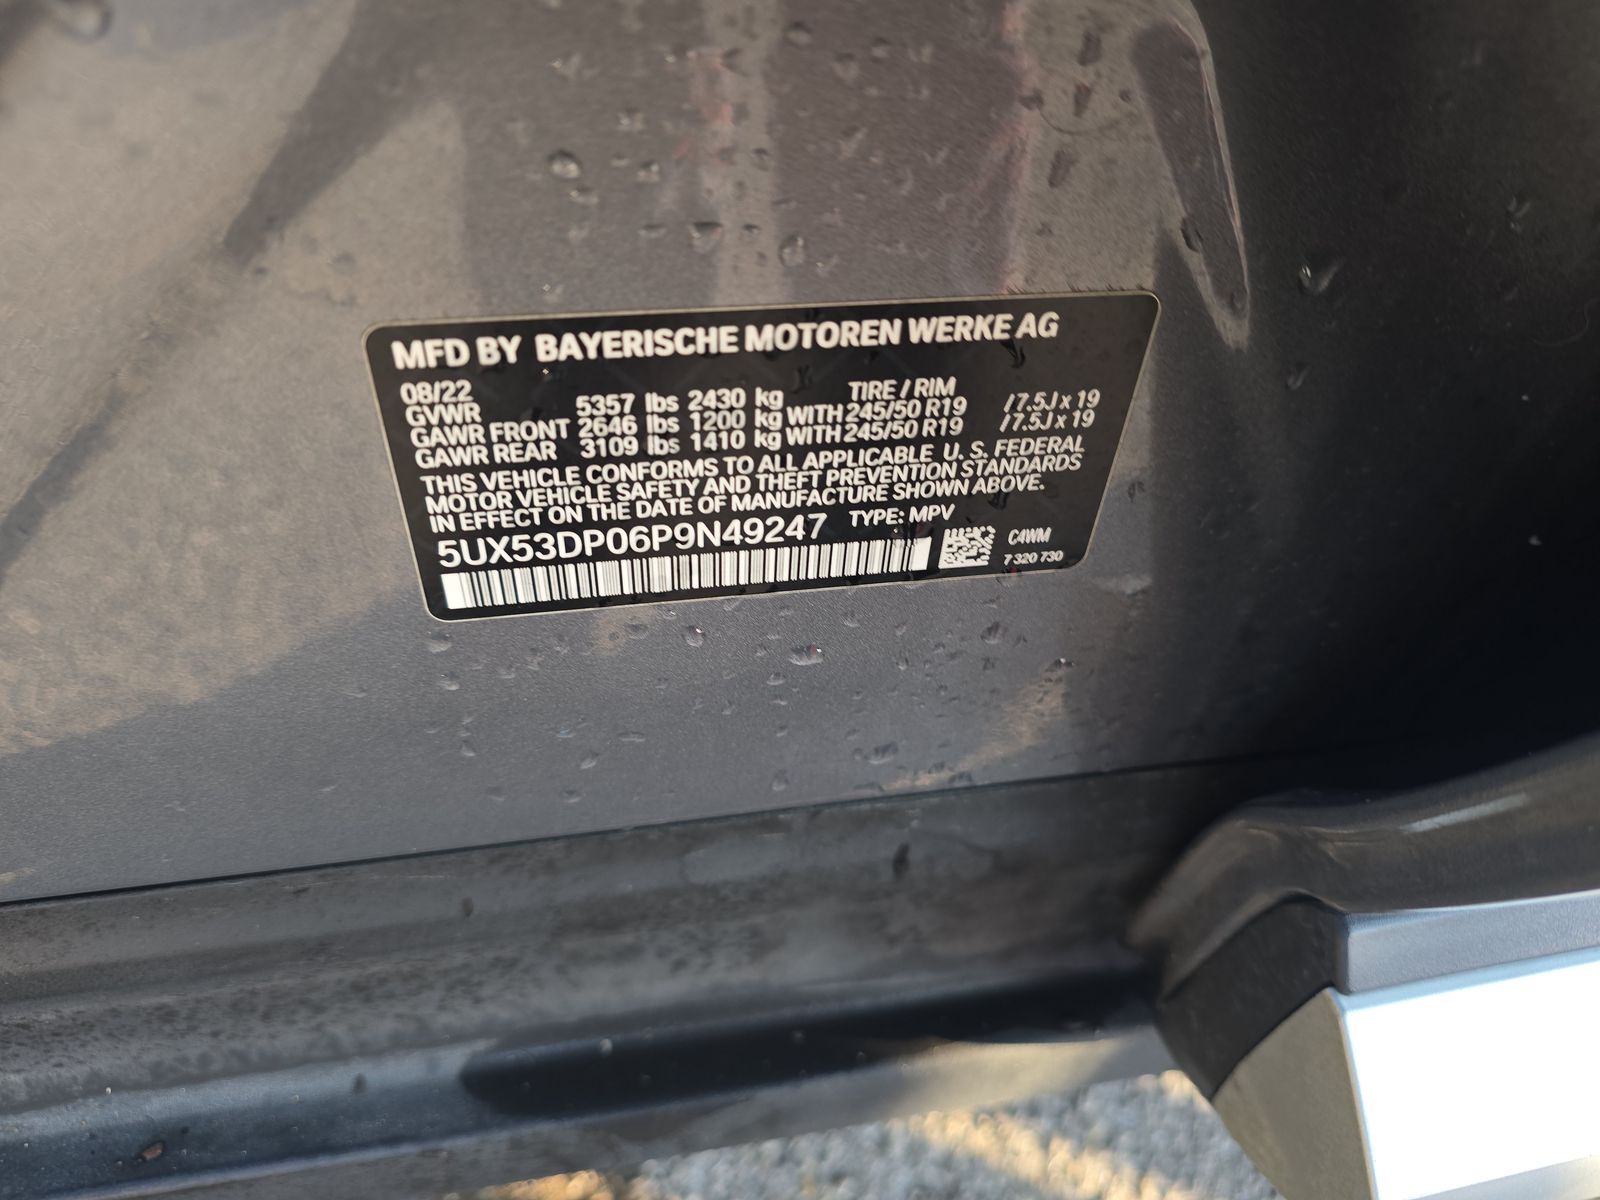 MFD BY BAYERISCHE MOTOREN WERKE AG
08/22 TIRE / RIM
GVWR 5357 lbs 2430 kg
GAWR FRONT 2646 lbs 1200 kg WITH 245/50 R19 / 7.5J x 19
GAWR REAR 3109 lbs 1410 kg WITH 245/50 R19 / 7.5J x 19
THIS VEHICLE CONFORMS TO ALL APPLICABLE U. S. FEDERAL
MOTOR VEHICLE SAFETY AND THEFT PREVENTION STANDARDS
IN EFFECT ON THE DATE OF MANUFACTURE SHOWN ABOVE.
5UX53DP06P9N49247 TYPE: MPV
C4WM
7 320 730